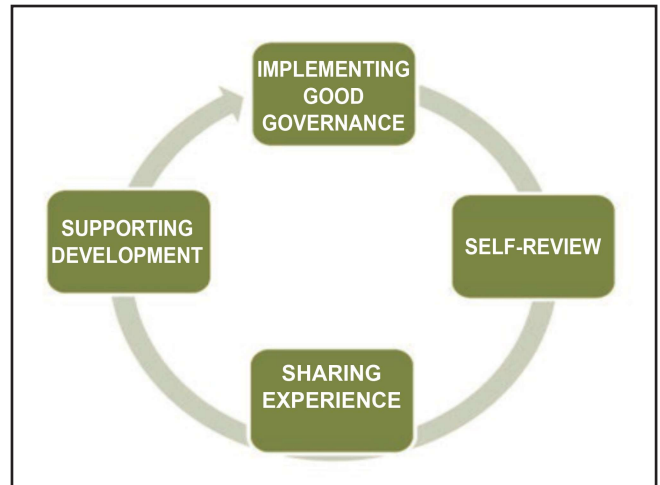 IMPLEMENTING
GOOD
GOVERNANCE
SELF-REVIEW
SHARING
EXPERIENCE
SUPPORTING
DEVELOPMENT